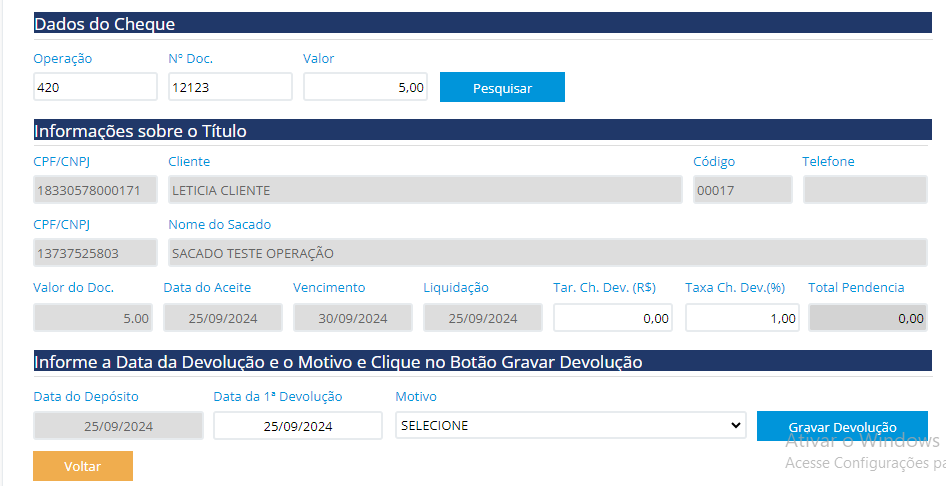 Dados do Cheque
Operação Nº Doc. Valor
420 12123 5,00 Pesquisar
Informações sobre o Título
CPF/CNPJ Cliente Código Telefone
18330578000171 LETICIA CLIENTE 00017
CPF/CNPJ Nome do Sacado
13737525803 SACADO TESTE OPERAÇÃO
Valor do Doc. Data do Aceite Vencimento Liquidação Tar. Ch. Dev. (R$) Taxa Ch. Dev.(%) Total Pendencia
5.00 25/09/2024 30/09/2024 25/09/2024 0,00 1,00 0,00
Informe a Data da Devolução e o Motivo e Clique no Botão Gravar Devolução
Data do Depósito Data da 1ª Devolução Motivo
25/09/2024 25/09/2024 SELECIONE Gravar Devolução
Ativar o Windows
Voltar Acesse Configurações pa